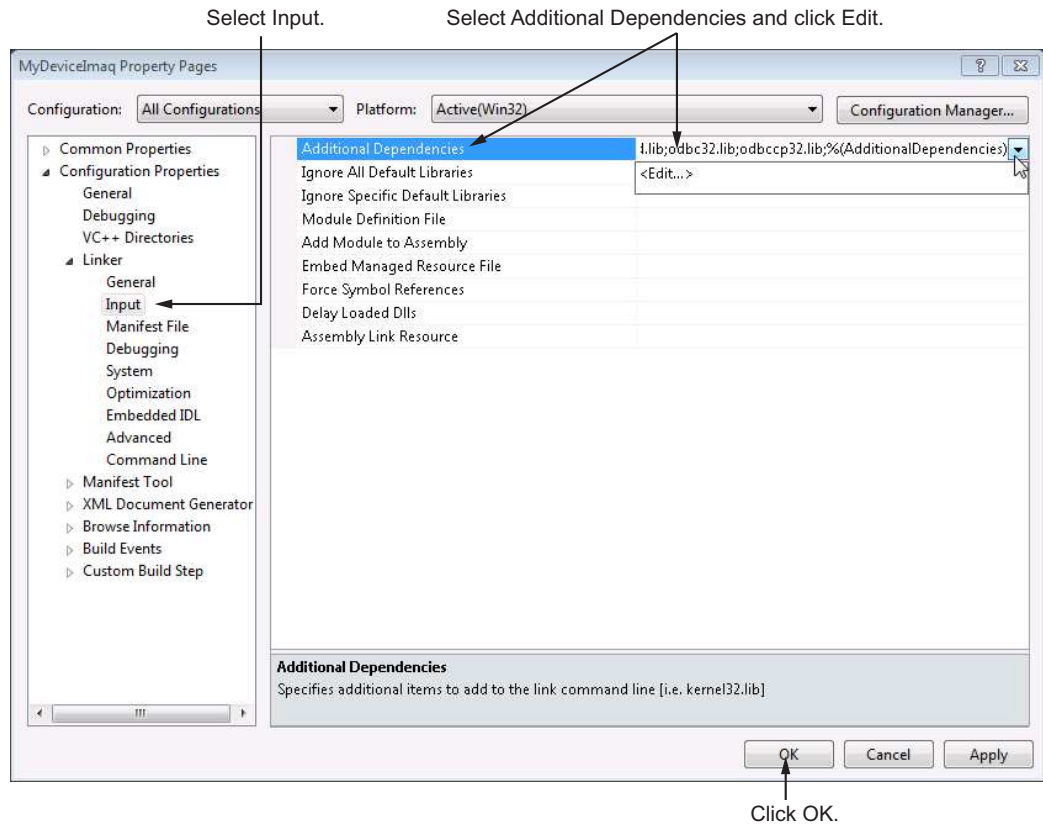 Select Input.
Select Additional Dependencies and click Edit.
MyDeviceImaq Property Pages
Configuration: All Configurations Platform: Active(Win32) Configuration Manager...
Common Properties
Configuration Properties
General
Debugging
VC++ Directories
Linker
General
Input
Manifest File
Debugging
System
Optimization
Embedded IDL
Advanced
Command Line
Manifest Tool
XML Document Generator
Browse Information
Build Events
Custom Build Step
Additional Dependencies
.lib;odbc32.lib;odbccp32.lib;%(AdditionalDependencies)
<Edit...>
Ignore All Default Libraries
Ignore Specific Default Libraries
Module Definition File
Add Module to Assembly
Embed Managed Resource File
Force Symbol References
Delay Loaded Dlls
Assembly Link Resource
Additional Dependencies
Specifies additional items to add to the link command line [i.e. kernel32.lib]
OK Cancel Apply
Click OK.